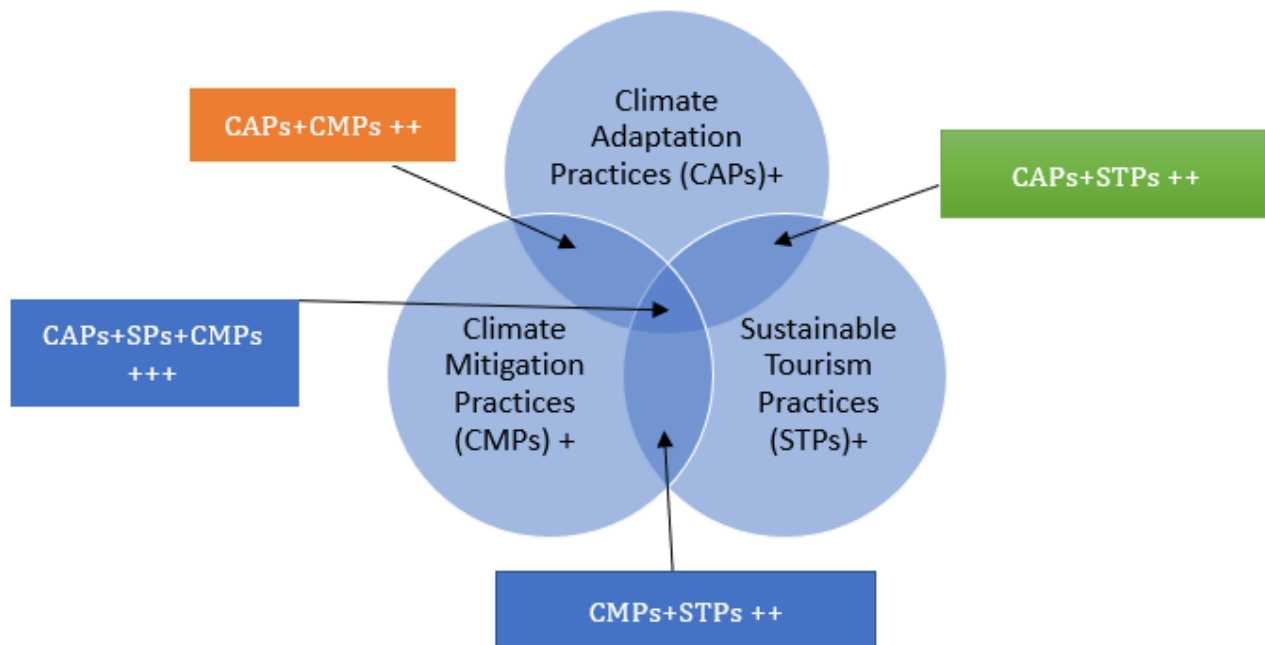 Climate
Adaptation
Practices (CAPs)+
CAPs+CMPs ++
CAPs+STPs ++
CAPs+SPs+CMPs
+++
Climate
Mitigation
Practices
(CMPs) +
Sustainable
Tourism
Practices
(STPs)+
CMPs+STPs ++